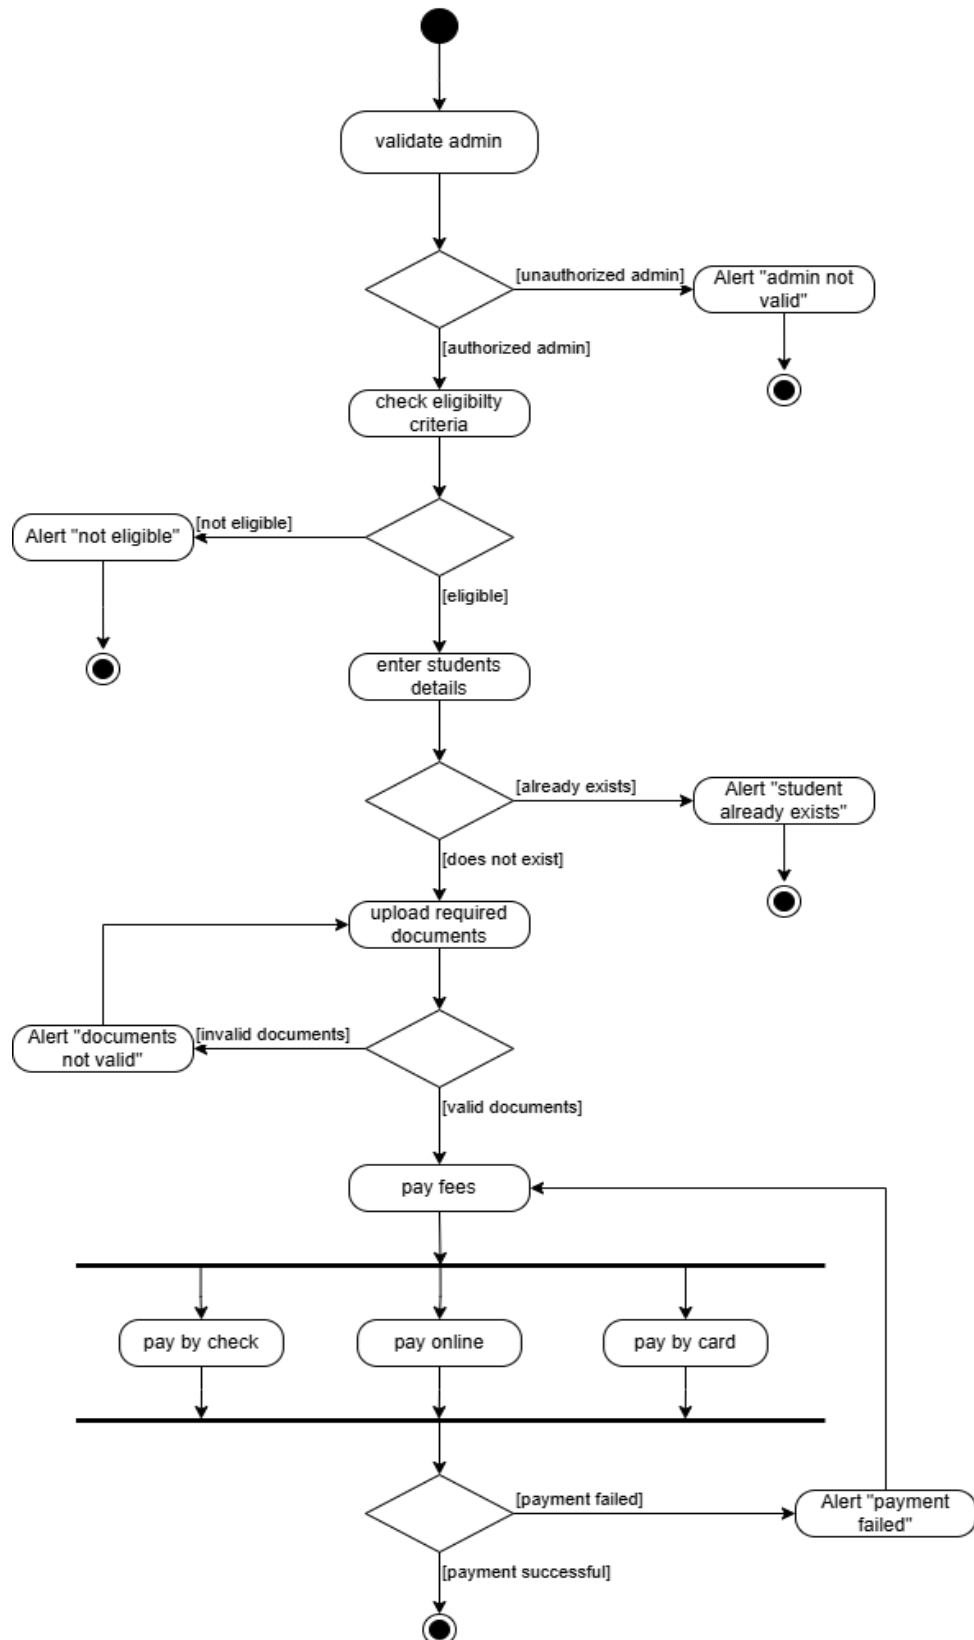 validate admin
[unauthorized admin]
Alert "admin not
valid"
[authorized admin]
check eligibilty
criteria
[not eligible]
Alert "not eligible"
[eligible]
enter students
details
[already exists]
Alert "student
already exists"
[does not exist]
upload required
documents
[invalid documents]
Alert "documents
not valid"
[valid documents]
pay fees
pay by check
pay online
pay by card
[payment failed]
Alert "payment
failed"
[payment successful]